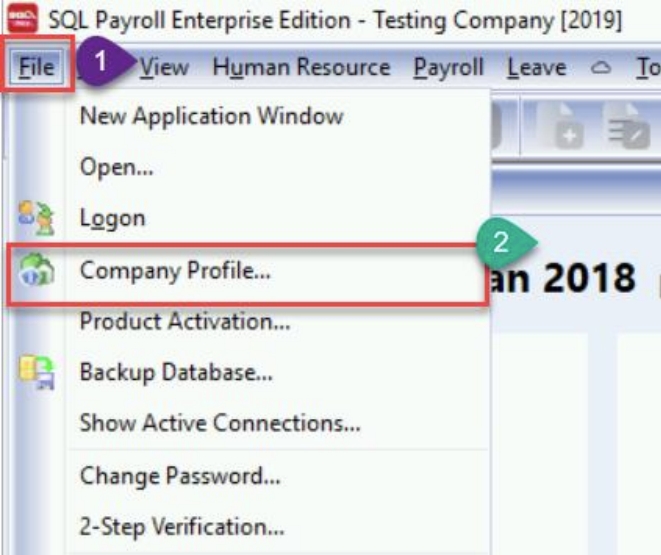 SQL Payroll Enterprise Edition - Testing Company [2019]
File 1 View Human Resource Payroll Leave
New Application Window
Open...
Logon
2
Company Profile...
an 2018
Product Activation...
Backup Database...
Show Active Connections...
Change Password...
2-Step Verification...